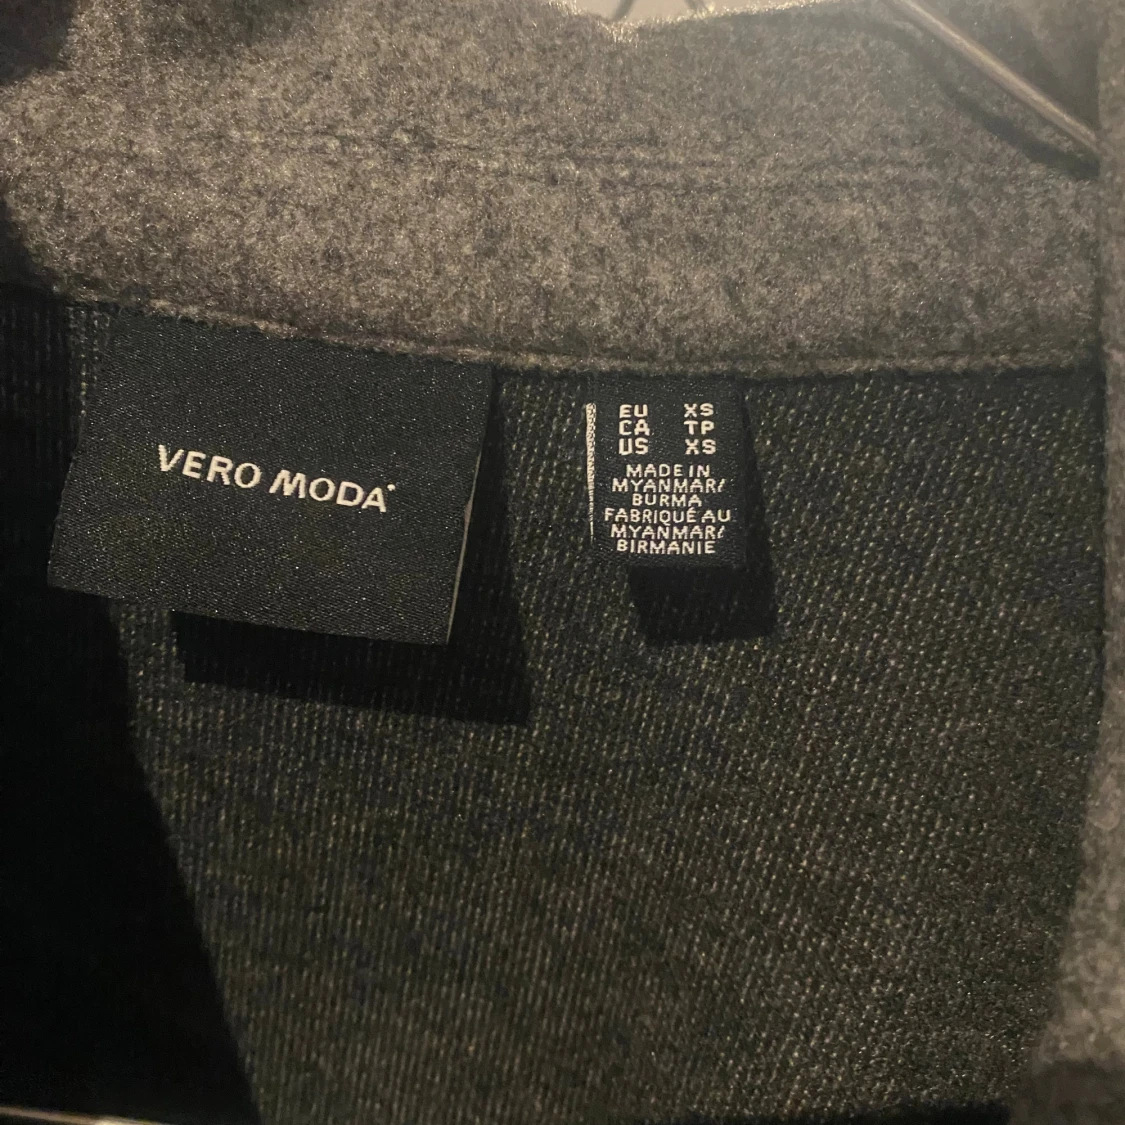 VERO MODA
EU XS
CA TP
US XS
MADE IN
MYANMAR/
BURMA
FABRIQUÉ AU
MYANMAR/
BIRMANIE